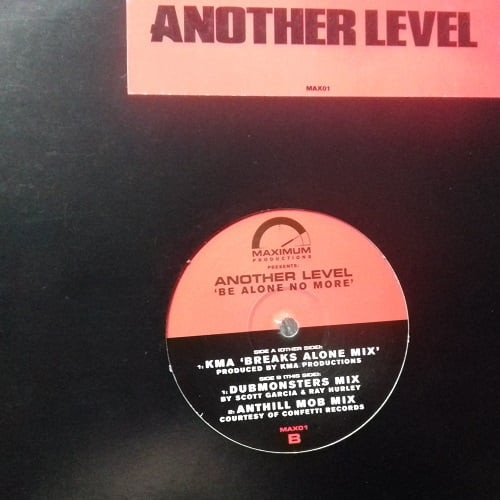 ANOTHER LEVEL
MAX01
MAXIMUM
PRODUCTIONS
PRESENTS:
ANOTHER LEVEL
'BE ALONE NO MORE'
SIDE A (OTHER SIDE):
1: KMA 'BREAKS ALONE MIX'
PRODUCED BY KMA PRODUCTIONS
SIDE B (THIS SIDE):
1: DUBMONSTERS MIX
BY SCOTT GARCIA & RAY HURLEY
2: ANTHILL MOB MIX
COURTESY OF CONFETTI RECORDS
MAX01
B